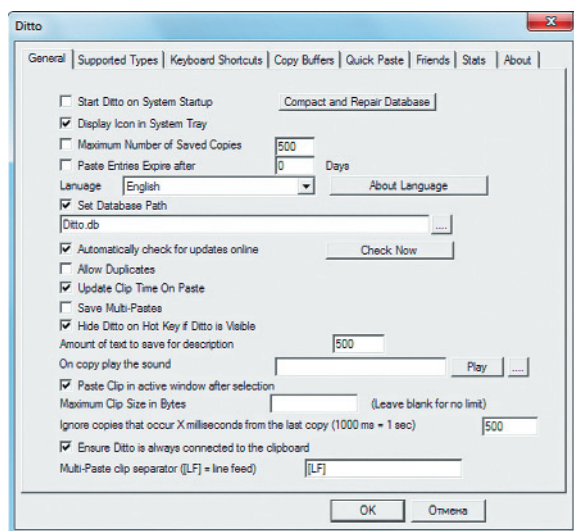 Ditto
General Supported Types Keyboard Shortcuts Copy Buffers Quick Paste Friends Stats About
Start Ditto on System Startup Compact and Repair Database
Display Icon in System Tray
Maximum Number of Saved Copies 500
Paste Entries Expire after 0 Days
Lanuage English About Language
Set Database Path
Ditto.db ....
Automatically check for updates online Check Now
Allow Duplicates
Update Clip Time On Paste
Save Multi-Pastes
Hide Ditto on Hot Key if Ditto is Visible
Amount of text to save for description 500
On copy play the sound Play ....
Paste Clip in active window after selection
Maximum Clip Size in Bytes (Leave blank for no limit)
Ignore copies that occur X milliseconds from the last copy (1000 ms = 1 sec) 500
Ensure Ditto is always connected to the clipboard
Multi-Paste clip separator ([LF] = line feed) [LF]
OK Отмена